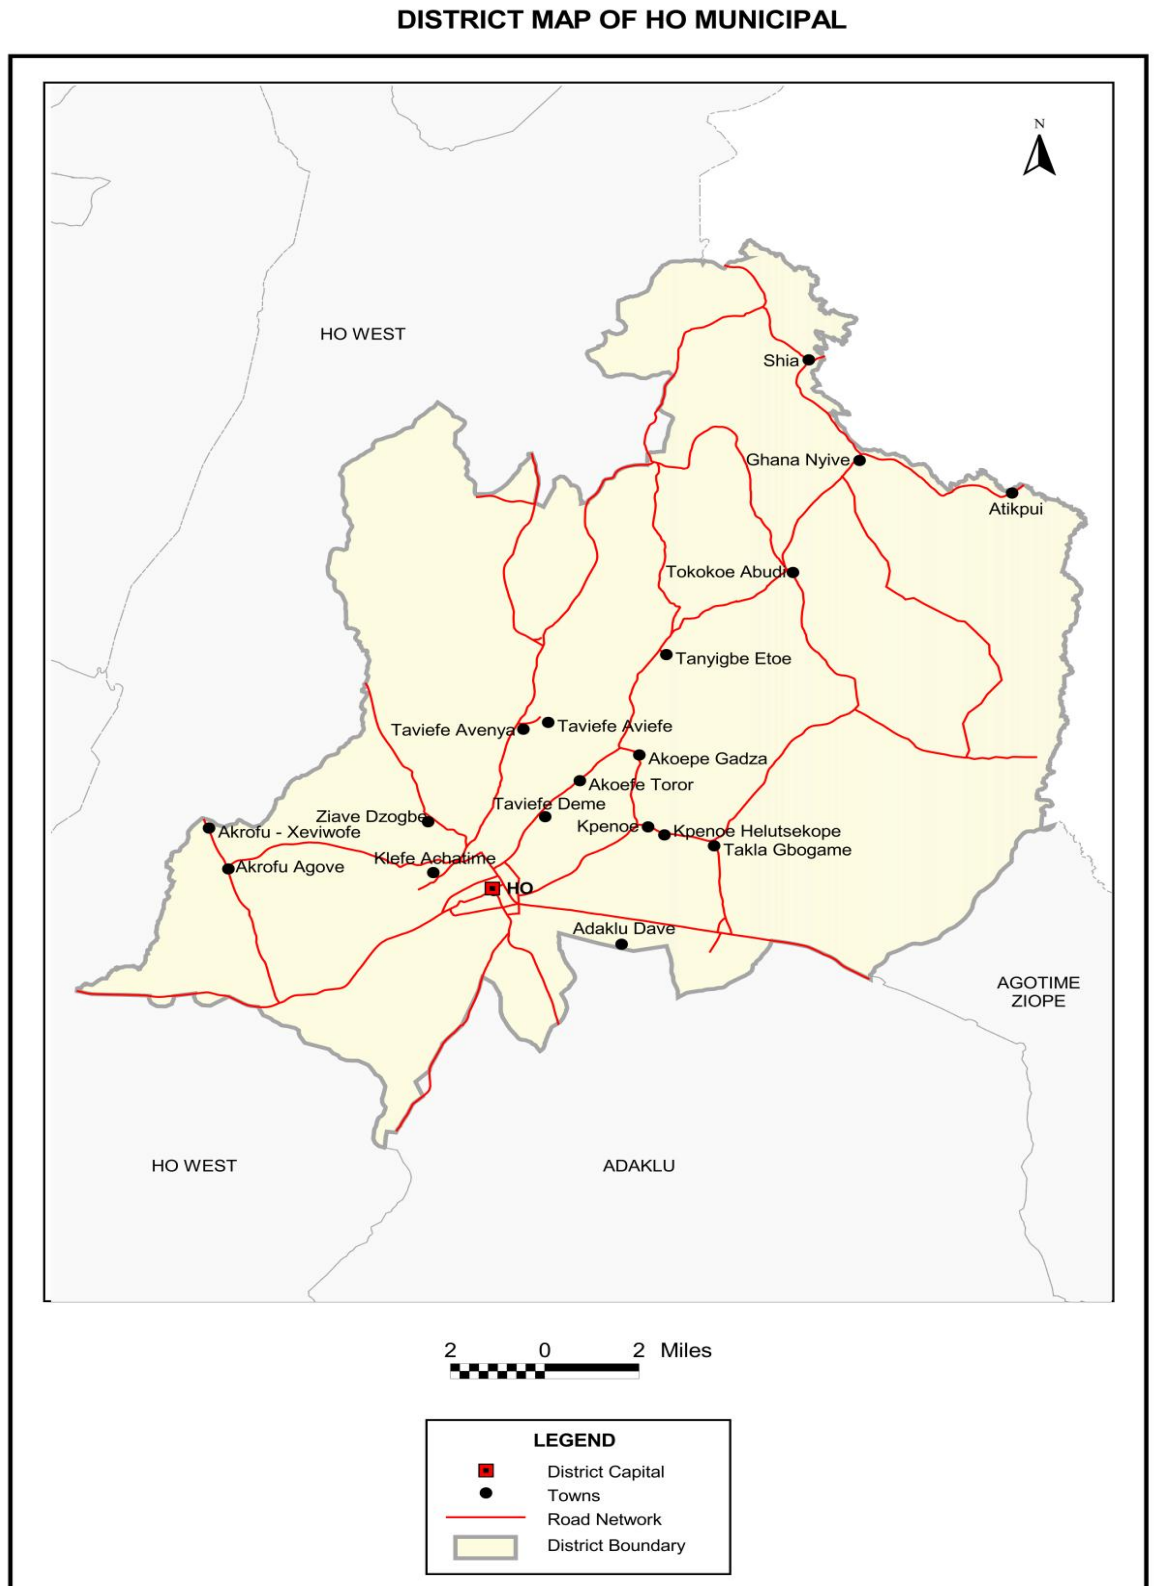 DISTRICT MAP OF HO MUNICIPAL
N
HO WEST
Shia
Ghana Nyive
Atikpui
Tokokoe Abudi
Tanyigbe Etoe
Taviefe Avenya
Taviefe Aviefe
Akoepe Gadza
Akoefe Toror
Taviefe Deme
Ziave Dzogbe
Kpenoe
Kpenoe Helutsekope
Akrofu - Xeviwofe
Takla Gbogame
Klefe Achatime
Akrofu Agove
HO
Adaklu Dave
AGOTIME
ZIOPE
HO WEST
ADAKLU
2 0 2 Miles
LEGEND
District Capital
Towns
Road Network
District Boundary